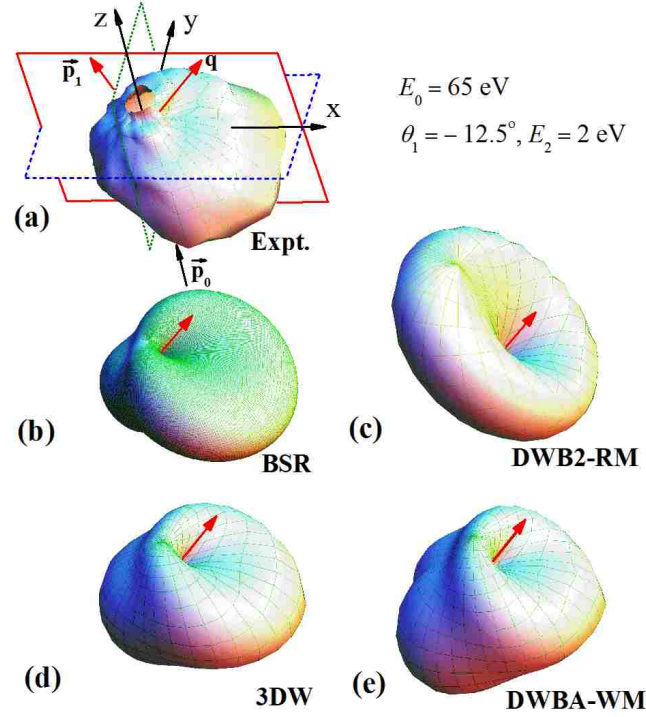 z
y
p₁
q
x
E₀ = 65 eV
θ₁ = − 12.5°, E₂ = 2 eV
(a)
Expt.
p₀
(b)
BSR
(c)
DWB2-RM
(d)
3DW
(e)
DWBA-WM